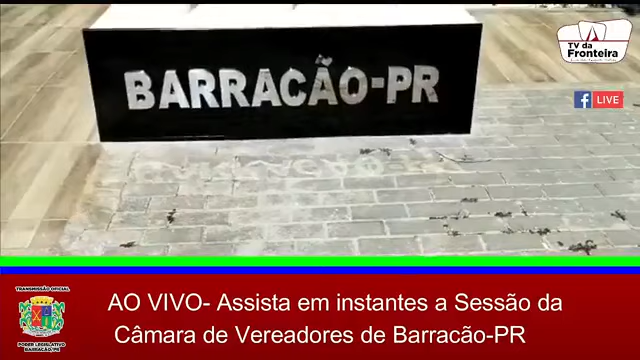 TV da
Fronteira
BARRACÃO-PR
LIVE
AO VIVO- Assista em instantes a Sessão da
Câmara de Vereadores de Barracão-PR
TRANSMISSÃO OFICIAL
PODER LEGISLATIVO
BARRACÃO/PR